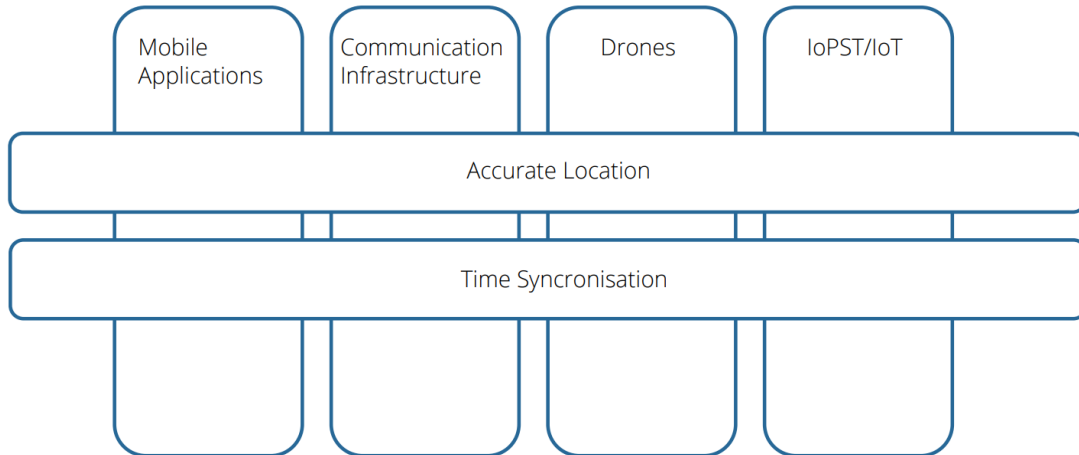 Mobile
Applications
Communication
Infrastructure
Drones
IoPST/IoT
Accurate Location
Time Syncronisation